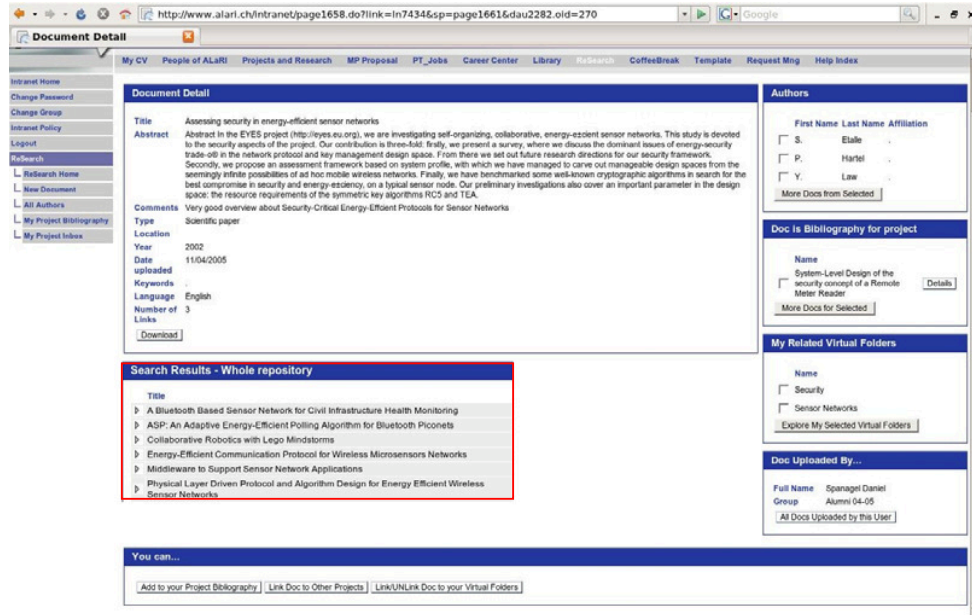 http://www.alari.ch/intranet/page1658.do?link=ln7434&sp=page1661&dau2282.oid=270
G Google
Document Detail
My CV People of ALaRI Projects and Research MP Proposal PT_Jobs Career Center Library ReSearch CoffeeBreak Template Request Mng Help Index
Intranet Home
Change Password
Change Group
Intranet Policy
Logout
ReSearch
ReSearch Home
New Document
All Authors
My Project Bibliography
My Project Inbox
Document Detail
Title Assessing security in energy-efficient sensor networks
Abstract Abstract In the EYES project (http://eyes.eu.org), we are investigating self-organizing, collaborative, energy-ezcient sensor networks. This study is devoted
to the security aspects of the project. Our contribution is three-fold: firstly, we present a survey, where we discuss the dominant issues of energy-security
trade-off in the network protocol and key management design space. From there we set out future research directions for our security framework.
Secondly, we propose an assessment framework based on system profile, with which we have managed to carve out manageable design spaces from the
seemingly infinite possibilities of ad hoc mobile wireless networks. Finally, we have benchmarked some well-known cryptographic algorithms in search for the
best compromise in security and energy-esciency, on a typical sensor node. Our preliminary investigations also cover an important parameter in the design
space: the resource requirements of the symmetric key algorithms RC5 and TEA.
Comments Very good overview about Security-Critical Energy-Efficient Protocols for Sensor Networks
Type Scientific paper
Location
Year 2002
Date
uploaded 11/04/2005
Keywords .
Language English
Number of
Links 3
Download
Search Results - Whole repository
Title
A Bluetooth Based Sensor Network for Civil Infrastructure Health Monitoring
ASP: An Adaptive Energy-Efficient Polling Algorithm for Bluetooth Piconets
Collaborative Robotics with Lego Mindstorms
Energy-Efficient Communication Protocol for Wireless Microsensors Networks
Middleware to Support Sensor Network Applications
Physical Layer Driven Protocol and Algorithm Design for Energy Efficient Wireless
Sensor Networks
Authors
First Name Last Name Affiliation
S. Etalle .
P. Hartel .
Y. Law .
More Docs from Selected
Doc is Bibliography for project
Name
System-Level Design of the
security concept of a Remote
Meter Reader
Details
More Docs for Selected
My Related Virtual Folders
Name
Security
Sensor Networks
Explore My Selected Virtual Folders
Doc Uploaded By...
Full Name Spanagel Daniel
Group Alumni 04-05
All Docs Uploaded by this User
You can...
Add to your Project Bibliography Link Doc to Other Projects Link/UNLink Doc to your Virtual Folders